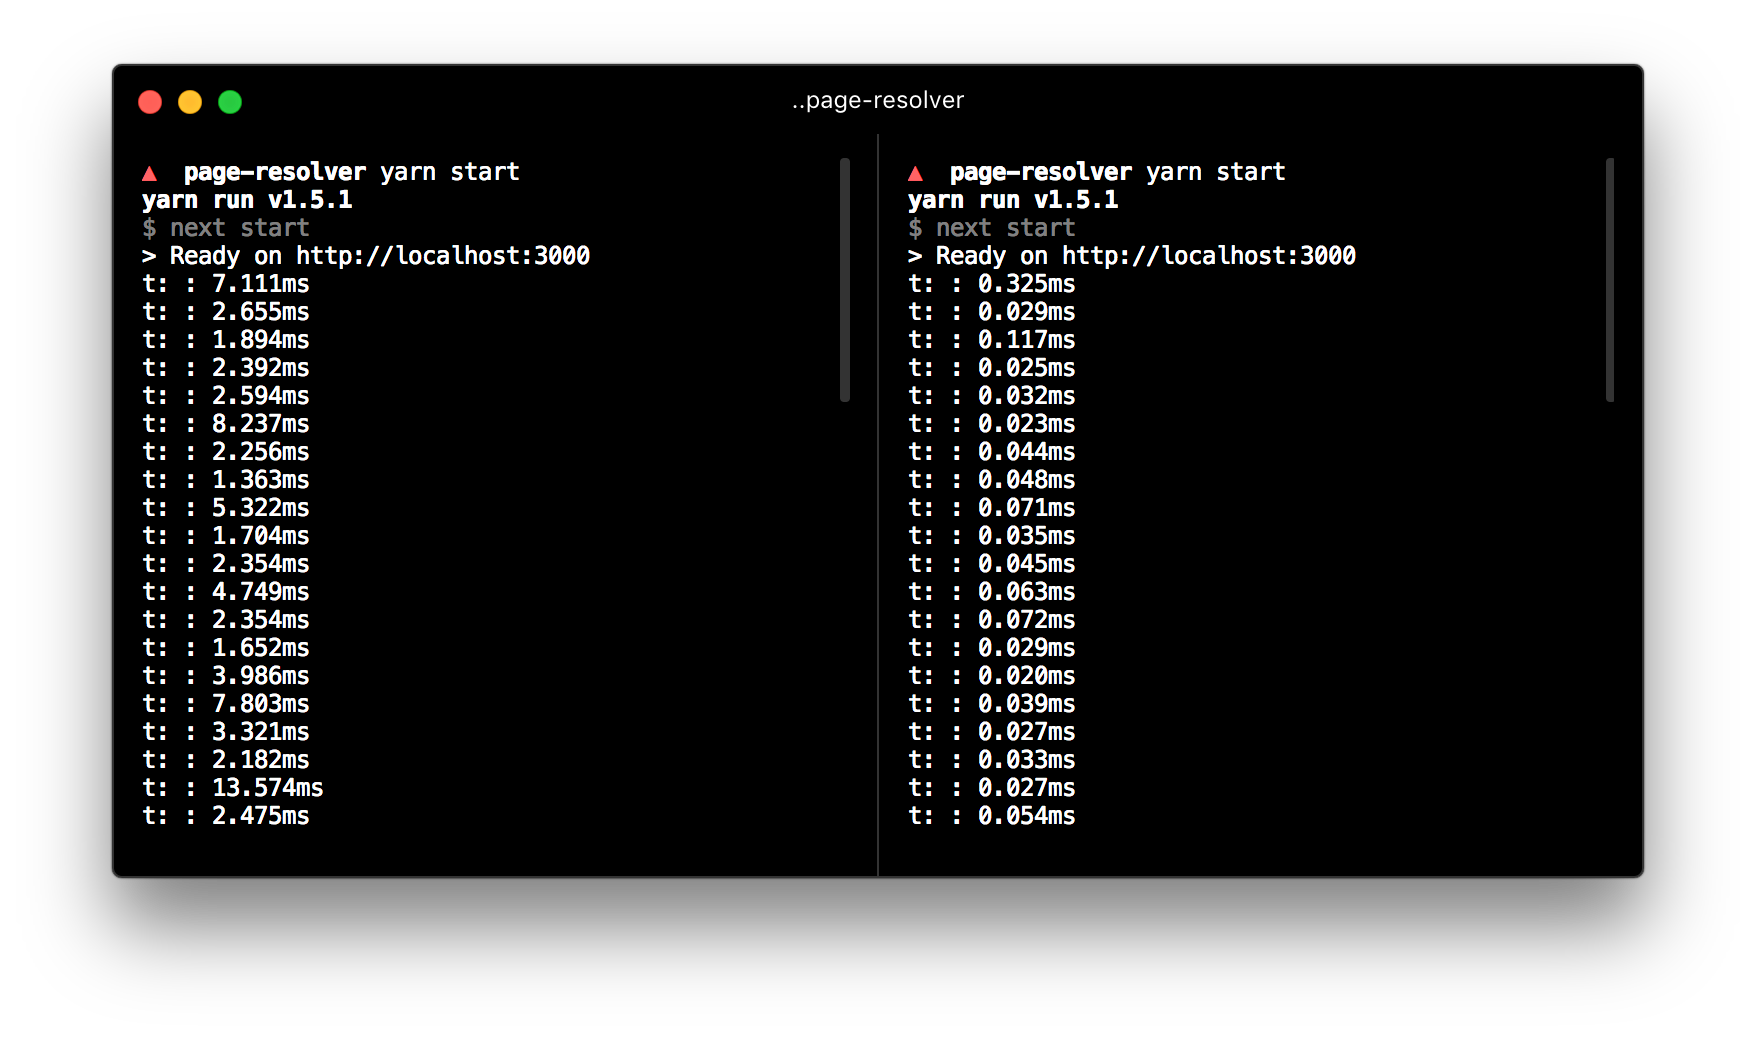 ..page-resolver
▲ page-resolver yarn start
yarn run v1.5.1
$ next start
> Ready on http://localhost:3000
t: : 7.111ms
t: : 2.655ms
t: : 1.894ms
t: : 2.392ms
t: : 2.594ms
t: : 8.237ms
t: : 2.256ms
t: : 1.363ms
t: : 5.322ms
t: : 1.704ms
t: : 2.354ms
t: : 4.749ms
t: : 2.354ms
t: : 1.652ms
t: : 3.986ms
t: : 7.803ms
t: : 3.321ms
t: : 2.182ms
t: : 13.574ms
t: : 2.475ms
▲ page-resolver yarn start
yarn run v1.5.1
$ next start
> Ready on http://localhost:3000
t: : 0.325ms
t: : 0.029ms
t: : 0.117ms
t: : 0.025ms
t: : 0.032ms
t: : 0.023ms
t: : 0.044ms
t: : 0.048ms
t: : 0.071ms
t: : 0.035ms
t: : 0.045ms
t: : 0.063ms
t: : 0.072ms
t: : 0.029ms
t: : 0.020ms
t: : 0.039ms
t: : 0.027ms
t: : 0.033ms
t: : 0.027ms
t: : 0.054ms